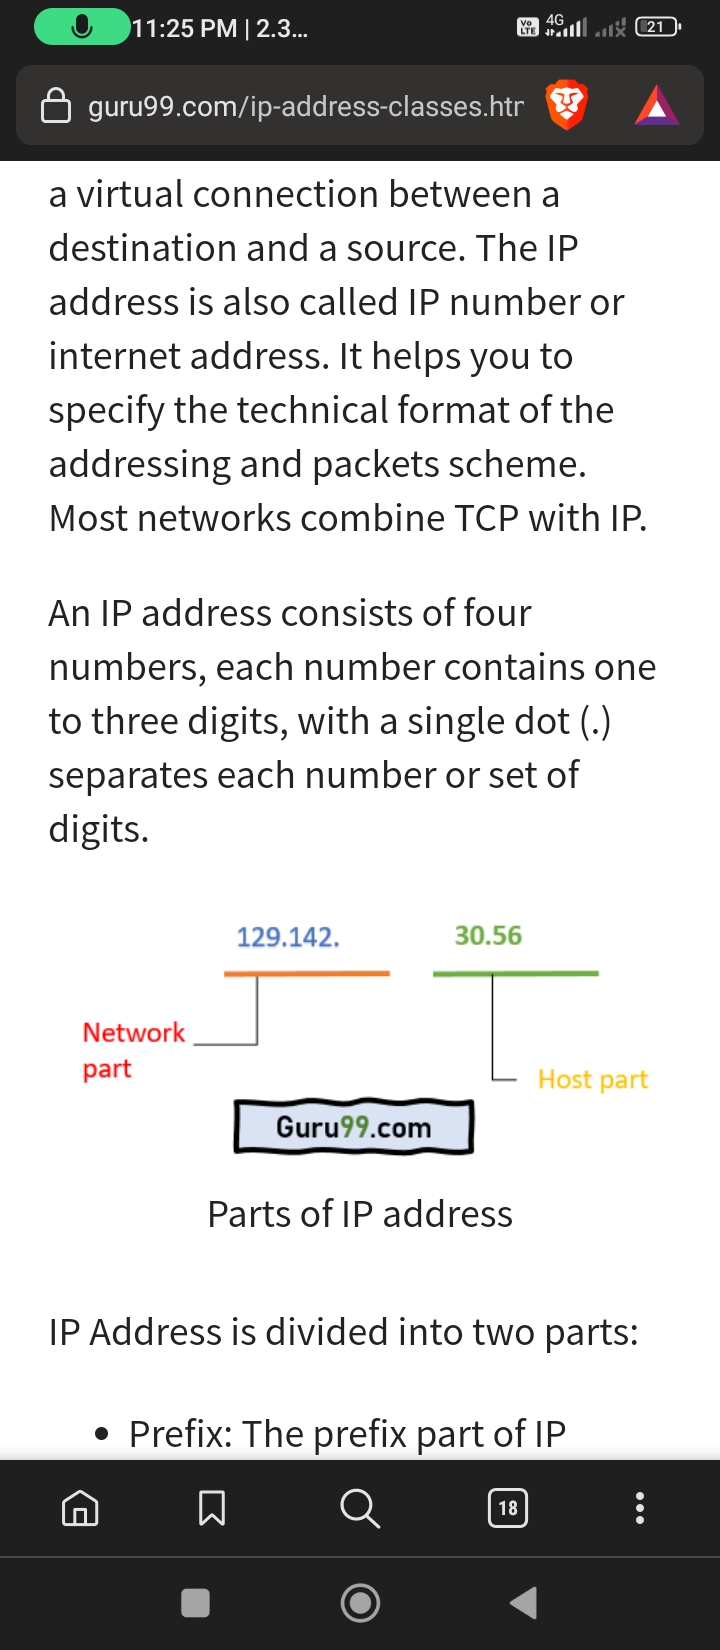 11:25 PM | 2.3...
Vo
LTE
4G
21
guru99.com/ip-address-classes.htm
a virtual connection between a
destination and a source. The IP
address is also called IP number or
internet address. It helps you to
specify the technical format of the
addressing and packets scheme.
Most networks combine TCP with IP.
An IP address consists of four
numbers, each number contains one
to three digits, with a single dot (.)
separates each number or set of
digits.
129.142. 30.56
Network
part
Host part
Guru99.com
Parts of IP address
IP Address is divided into two parts:
• Prefix: The prefix part of IP
18